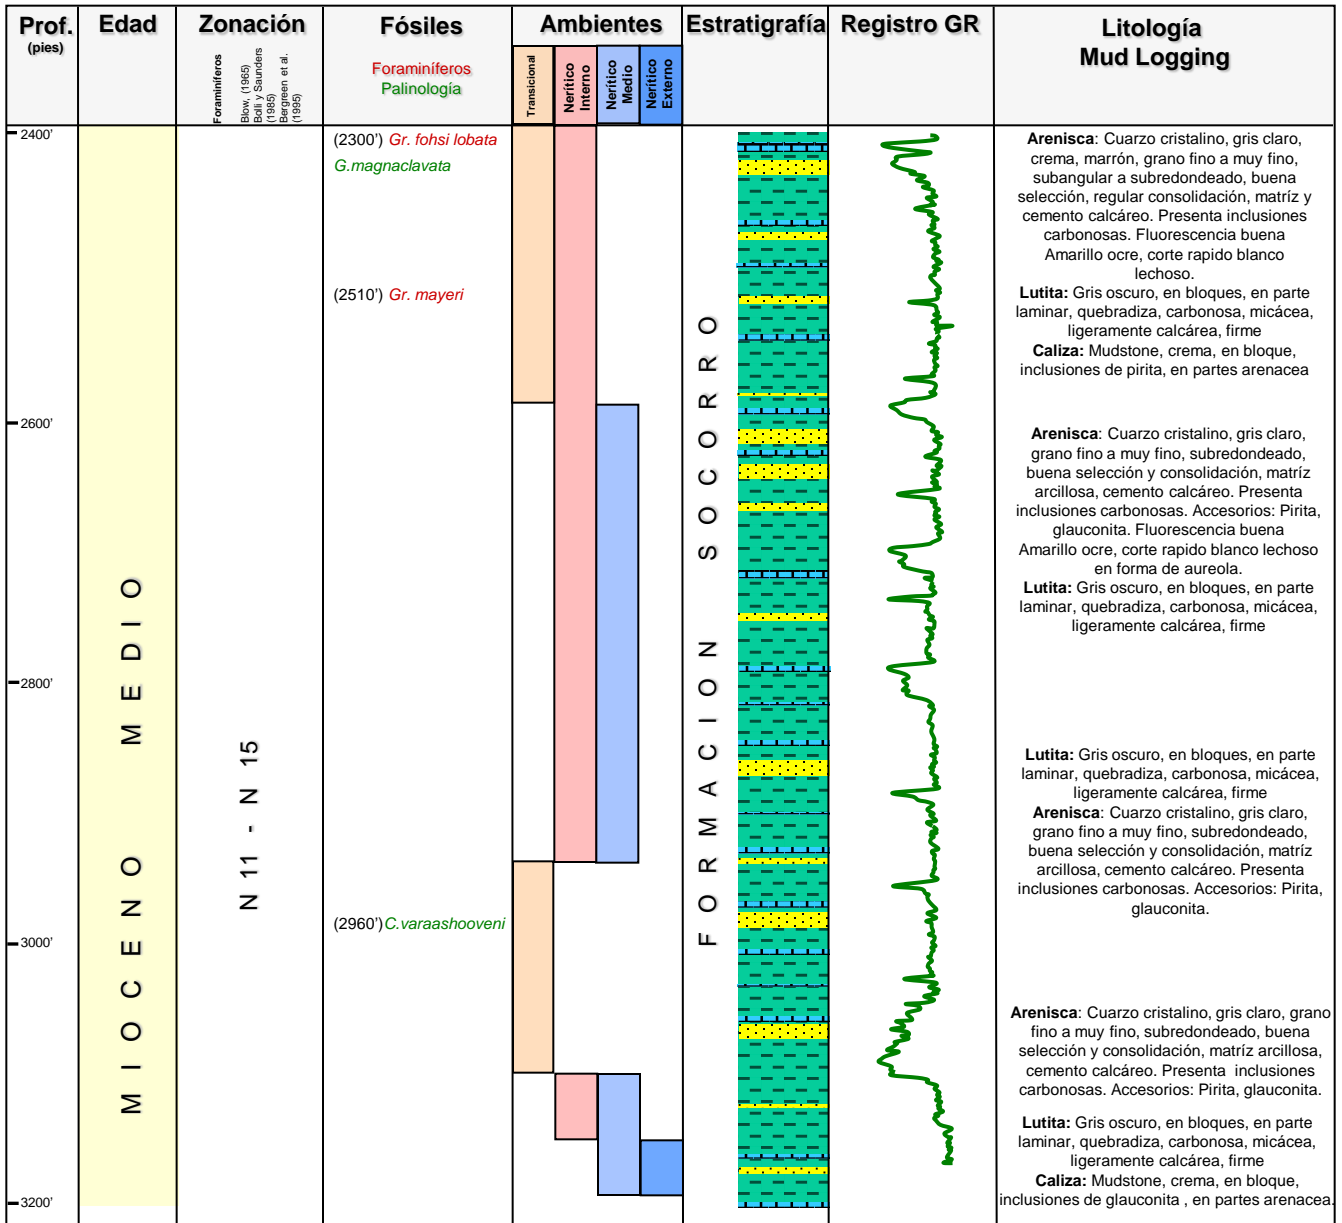 Prof.
(pies)
Edad
Zonación
Foraminíferos
Blow, (1965)
Bolli y Saunders
(1985)
Bergreen et al.
(1995)
Fósiles
Foraminíferos
Palinología
Ambientes
Transicional
Nerítico
Interno
Nerítico
Medio
Nerítico
Externo
Estratigrafía
Registro GR
Litología
Mud Logging
2400'
2600'
2800'
3000'
3200'
MIOCENO MEDIO
N 11 - N 15
(2300’) Gr. fohsi lobata
G.magnaclavata
(2510’) Gr. mayeri
(2960’) C.varaashooveni
FORMACION SOCORRO
Arenisca: Cuarzo cristalino, gris claro,
crema, marrón, grano fino a muy fino,
subangular a subredondeado, buena
selección, regular consolidación, matríz y
cemento calcáreo. Presenta inclusiones
carbonosas. Fluorescencia buena
Amarillo ocre, corte rapido blanco
lechoso.
Lutita: Gris oscuro, en bloques, en parte
laminar, quebradiza, carbonosa, micácea,
ligeramente calcárea, firme
Caliza: Mudstone, crema, en bloque,
inclusiones de pirita, en partes arenacea
Arenisca: Cuarzo cristalino, gris claro,
grano fino a muy fino, subredondeado,
buena selección y consolidación, matríz
arcillosa, cemento calcáreo. Presenta
inclusiones carbonosas. Accesorios: Pirita,
glauconita. Fluorescencia buena
Amarillo ocre, corte rapido blanco lechoso
en forma de aureola.
Lutita: Gris oscuro, en bloques, en parte
laminar, quebradiza, carbonosa, micácea,
ligeramente calcárea, firme
Lutita: Gris oscuro, en bloques, en parte
laminar, quebradiza, carbonosa, micácea,
ligeramente calcárea, firme
Arenisca: Cuarzo cristalino, gris claro,
grano fino a muy fino, subredondeado,
buena selección y consolidación, matríz
arcillosa, cemento calcáreo. Presenta
inclusiones carbonosas. Accesorios: Pirita,
glauconita.
Arenisca: Cuarzo cristalino, gris claro, grano
fino a muy fino, subredondeado, buena
selección y consolidación, matríz arcillosa,
cemento calcáreo. Presenta inclusiones
carbonosas. Accesorios: Pirita, glauconita.
Lutita: Gris oscuro, en bloques, en parte
laminar, quebradiza, carbonosa, micácea,
ligeramente calcárea, firme
Caliza: Mudstone, crema, en bloque,
inclusiones de glauconita , en partes arenacea.